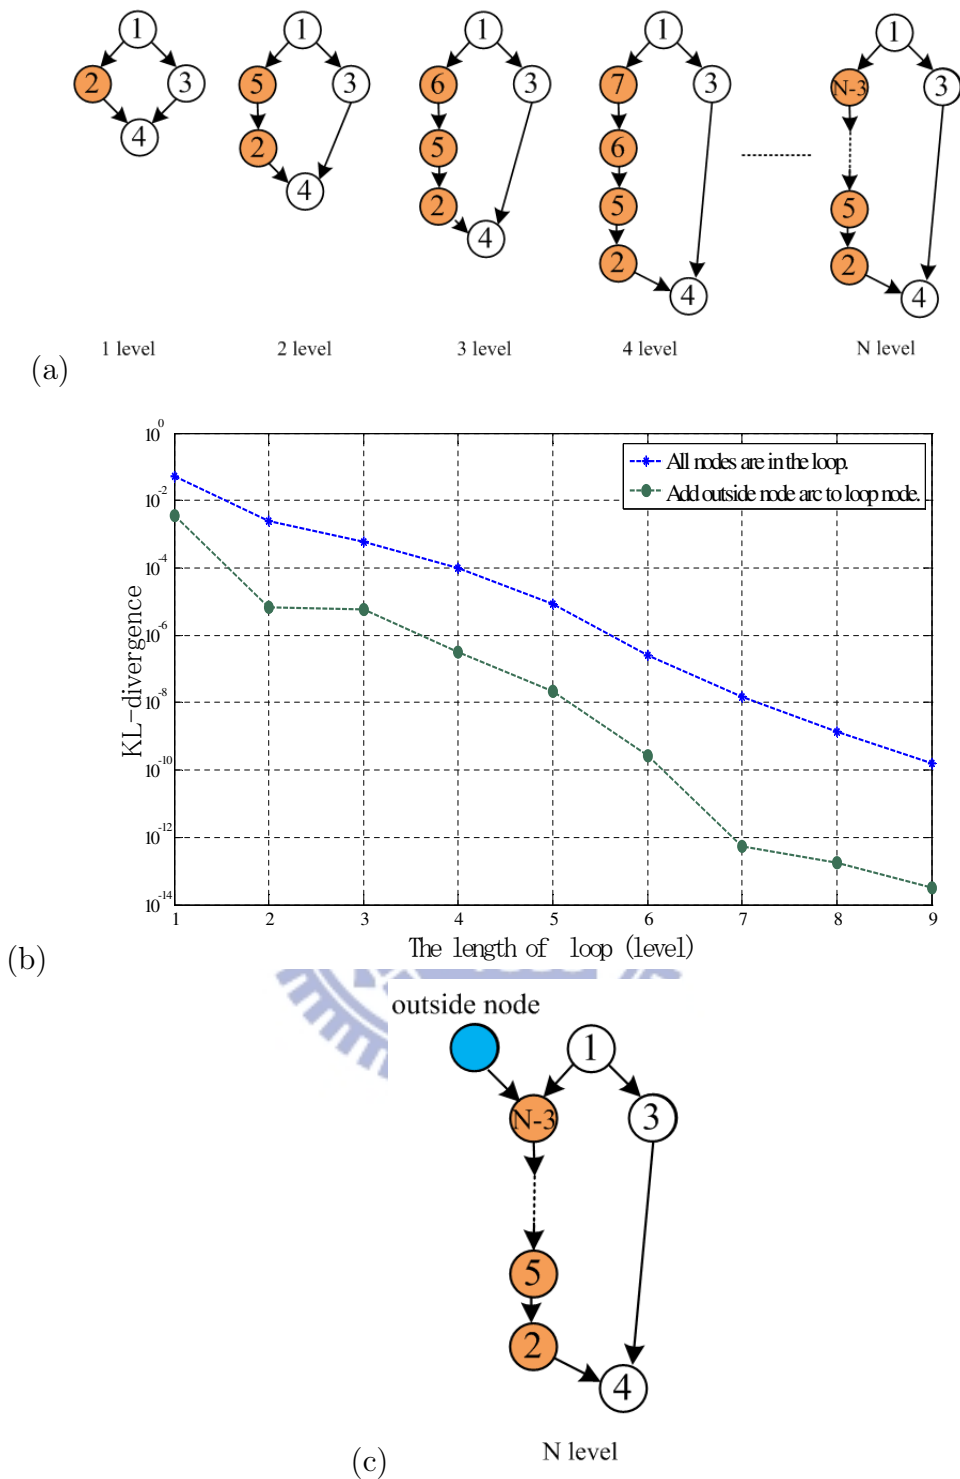 1 1 1 1 1
2 3 5 3 6 3 7 3 N-3 3
4 2 5 6
4 2 5 5
4 2 2
4 4
1 level 2 level 3 level 4 level N level
(a)
10^0
10^-2
10^-4
10^-6
10^-8
10^-10
10^-12
10^-14
KL-divergence
All nodes are in the loop.
Add outside node arc to loop node.
1 2 3 4 5 6 7 8 9
The length of loop (level)
(b)
outside node
1
N-3 3
5
2
4
N level
(c)